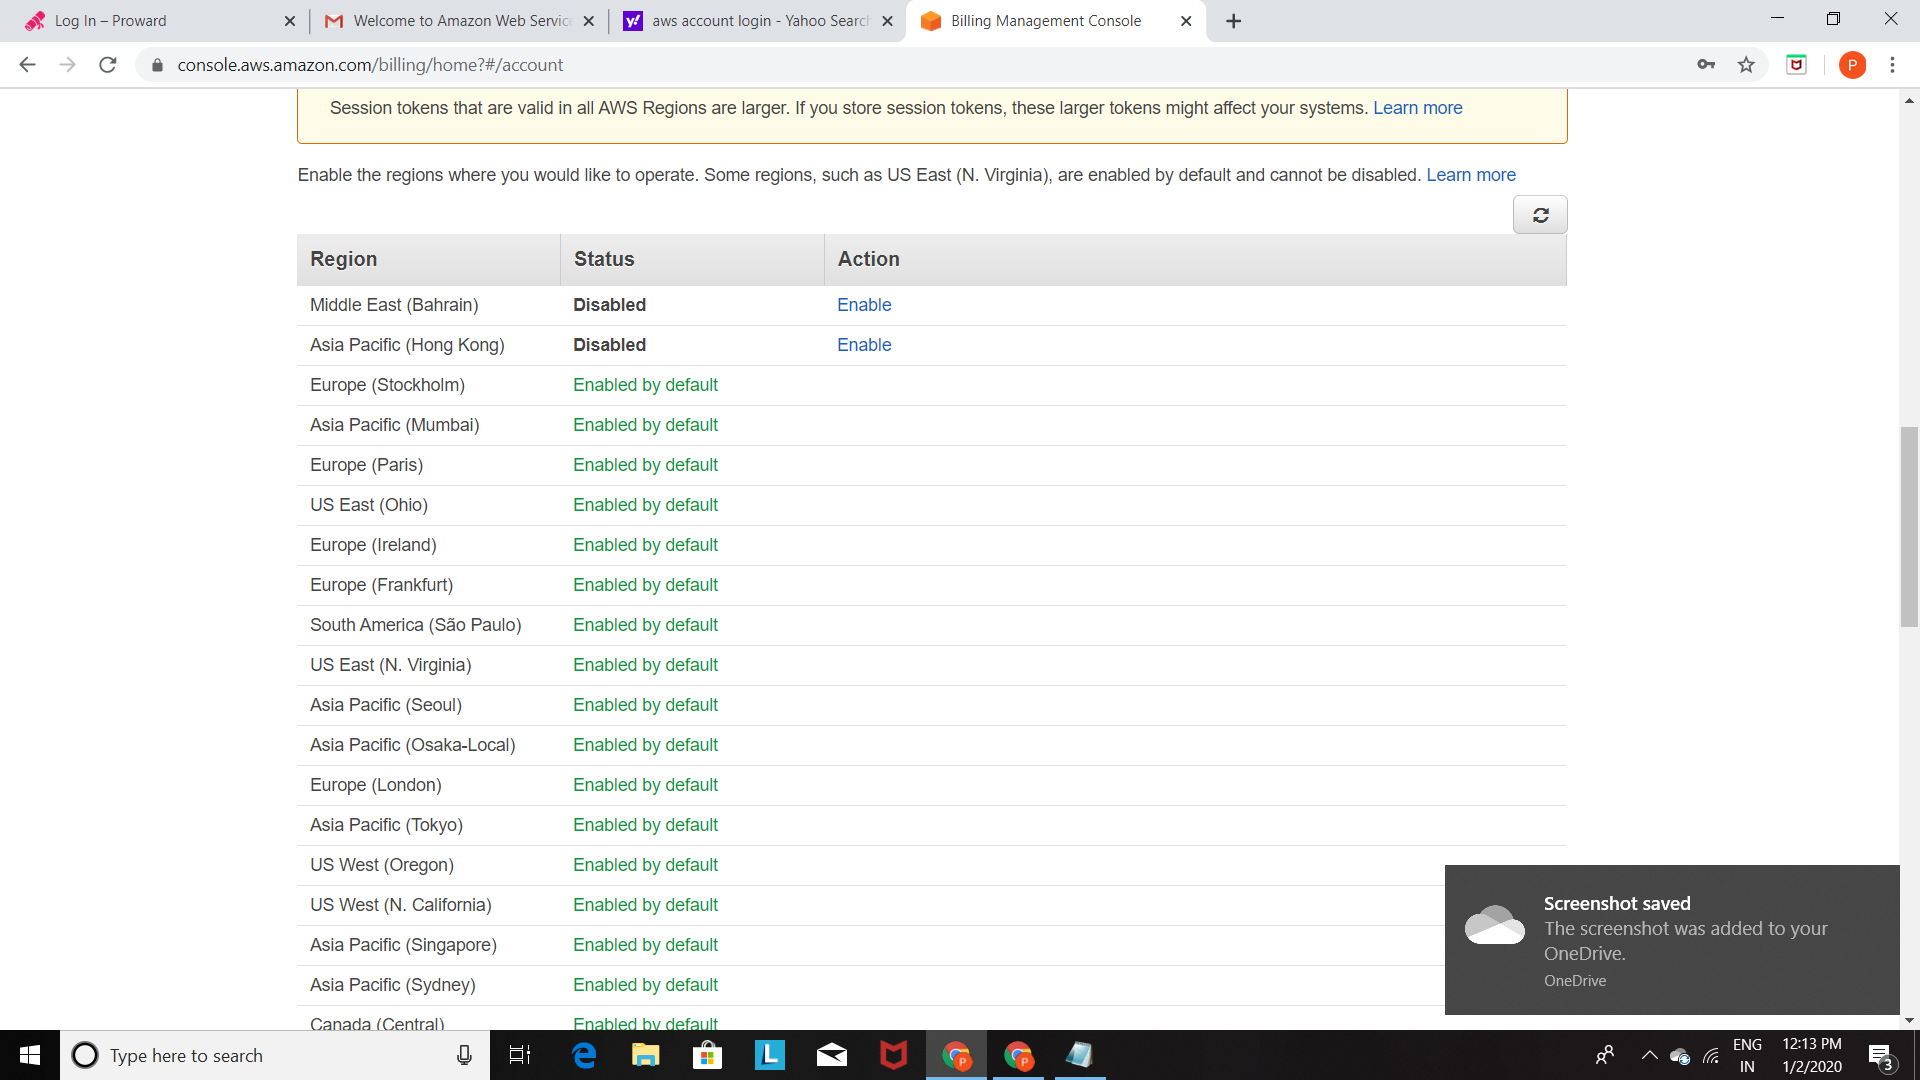 Log In – Proward
Welcome to Amazon Web Servic
aws account login - Yahoo Search
Billing Management Console
console.aws.amazon.com/billing/home?#/account
P
Session tokens that are valid in all AWS Regions are larger. If you store session tokens, these larger tokens might affect your systems. Learn more
Enable the regions where you would like to operate. Some regions, such as US East (N. Virginia), are enabled by default and cannot be disabled. Learn more
Region Status Action
Middle East (Bahrain) Disabled Enable
Asia Pacific (Hong Kong) Disabled Enable
Europe (Stockholm) Enabled by default
Asia Pacific (Mumbai) Enabled by default
Europe (Paris) Enabled by default
US East (Ohio) Enabled by default
Europe (Ireland) Enabled by default
Europe (Frankfurt) Enabled by default
South America (São Paulo) Enabled by default
US East (N. Virginia) Enabled by default
Asia Pacific (Seoul) Enabled by default
Asia Pacific (Osaka-Local) Enabled by default
Europe (London) Enabled by default
Asia Pacific (Tokyo) Enabled by default
US West (Oregon) Enabled by default
US West (N. California) Enabled by default
Asia Pacific (Singapore) Enabled by default
Asia Pacific (Sydney) Enabled by default
Canada (Central) Enabled by default
Screenshot saved
The screenshot was added to your
OneDrive.
OneDrive
Type here to search
ENG
IN
12:13 PM
1/2/2020
3